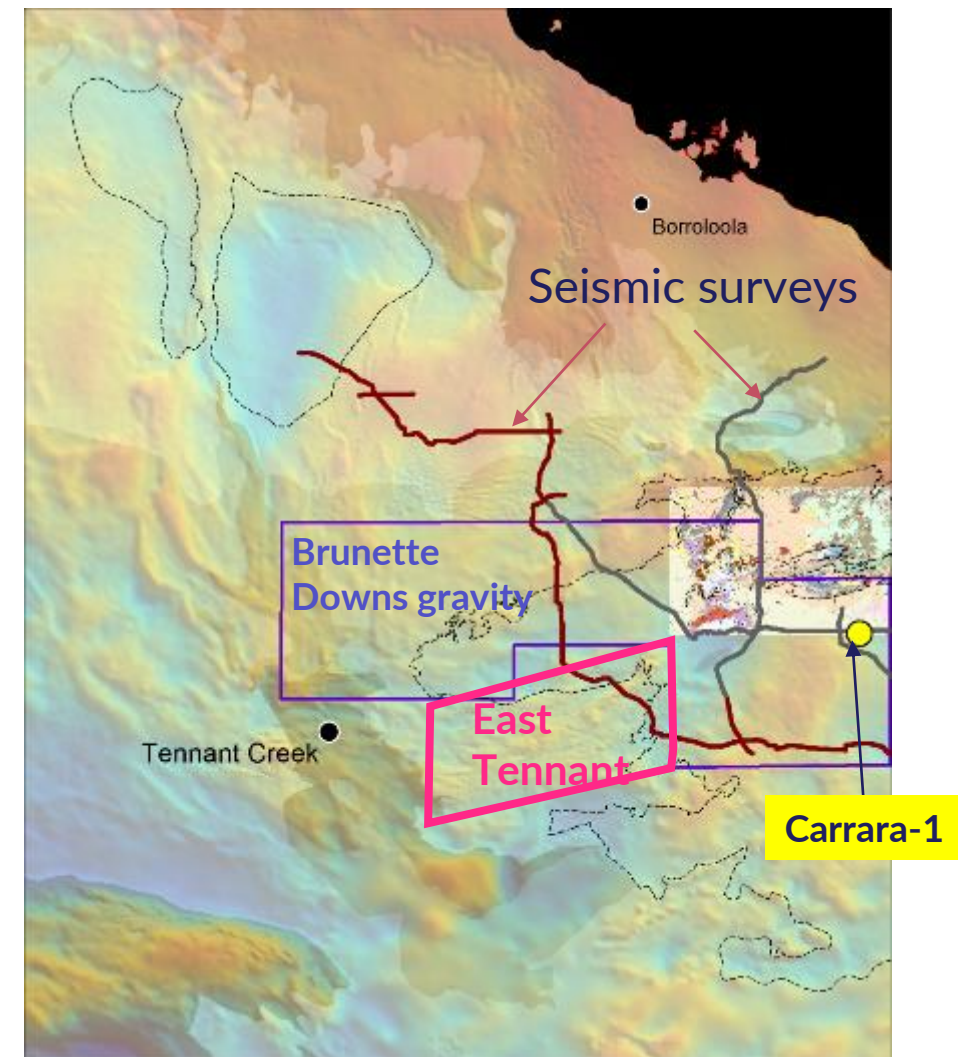 Borroloola
Seismic surveys
Brunette
Downs gravity
East
Tennant
Tennant Creek
Carrara-1